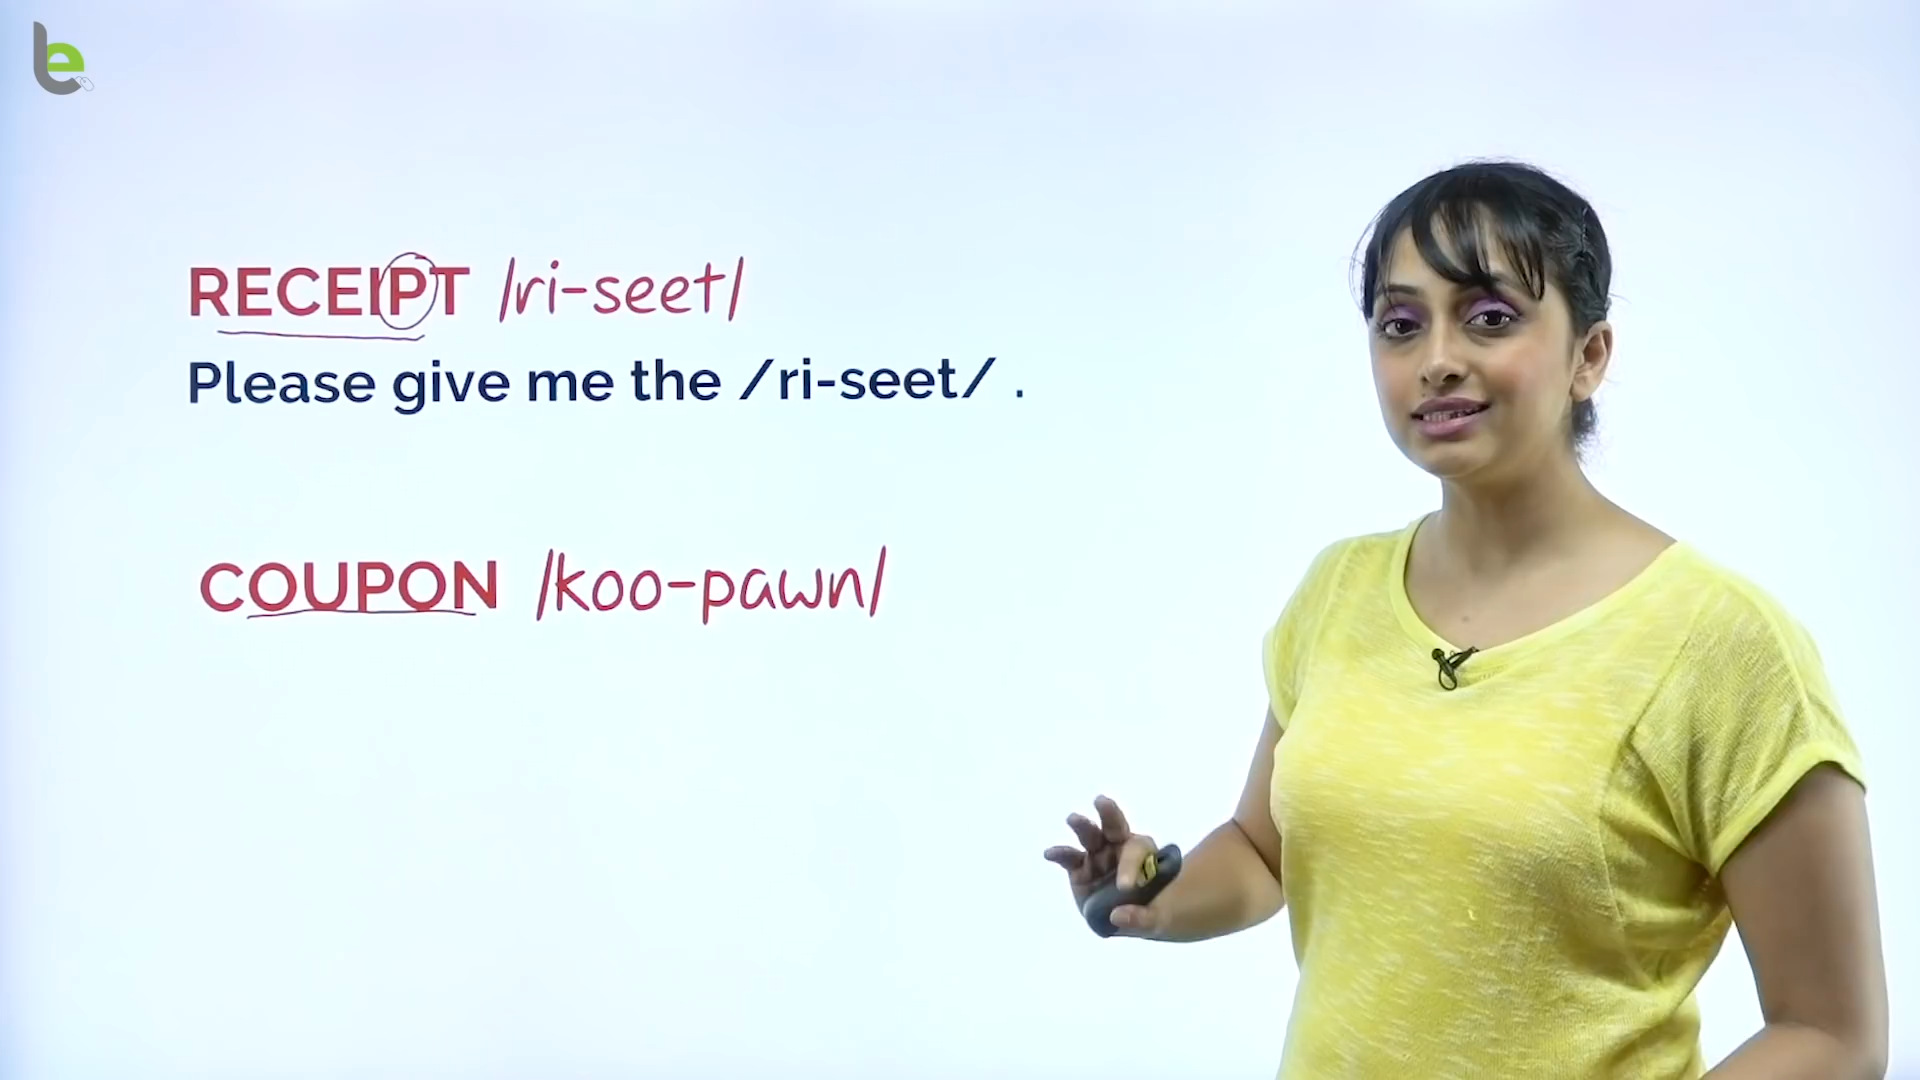 RECEIPT /ri-seet/
Please give me the /ri-seet/ .
COUPON /koo-pawn/